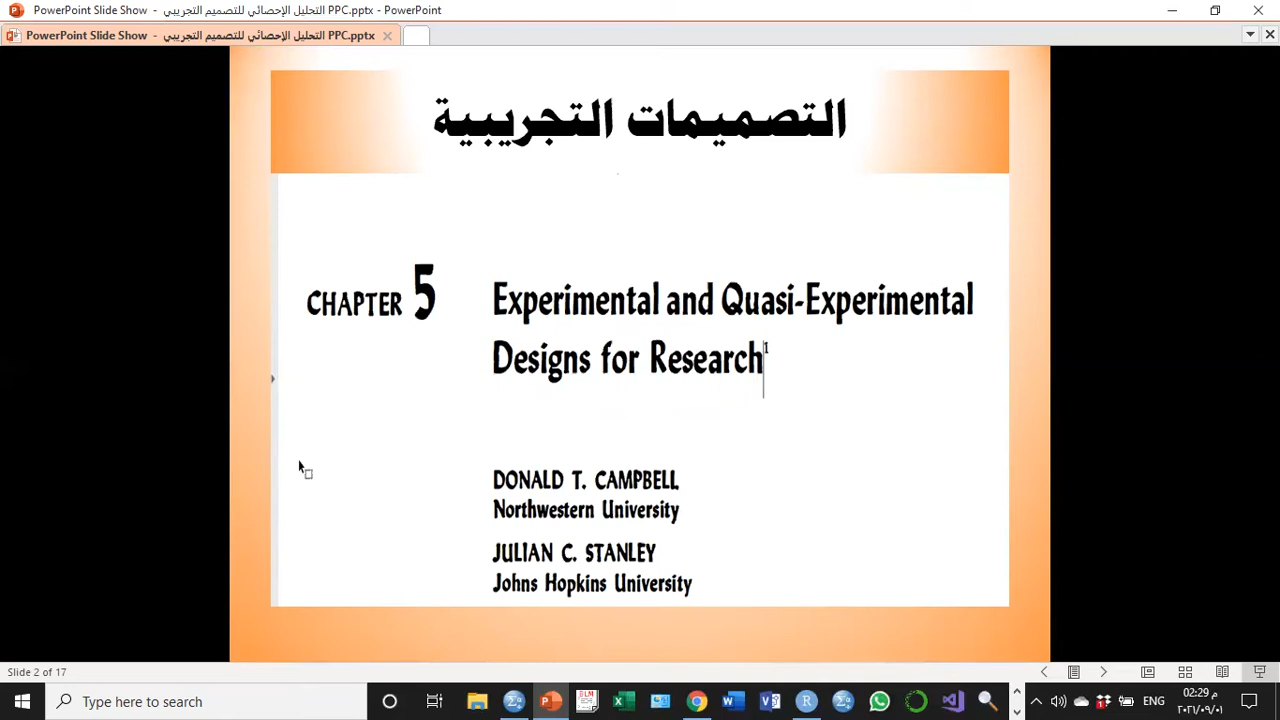 PowerPoint Slide Show - التحليل الإحصائي للتصميم التجريبي PPC.pptx - PowerPoint
PowerPoint Slide Show - التحليل الإحصائي للتصميم التجريبي PPC.pptx
التصميمات التجريبية
CHAPTER 5
Experimental and Quasi-Experimental
Designs for Research¹
DONALD T. CAMPBELL
Northwestern University
JULIAN C. STANLEY
Johns Hopkins University
Slide 2 of 17
Type here to search
ENG
02:29 م
٢٠٢١/٠٩/٠١